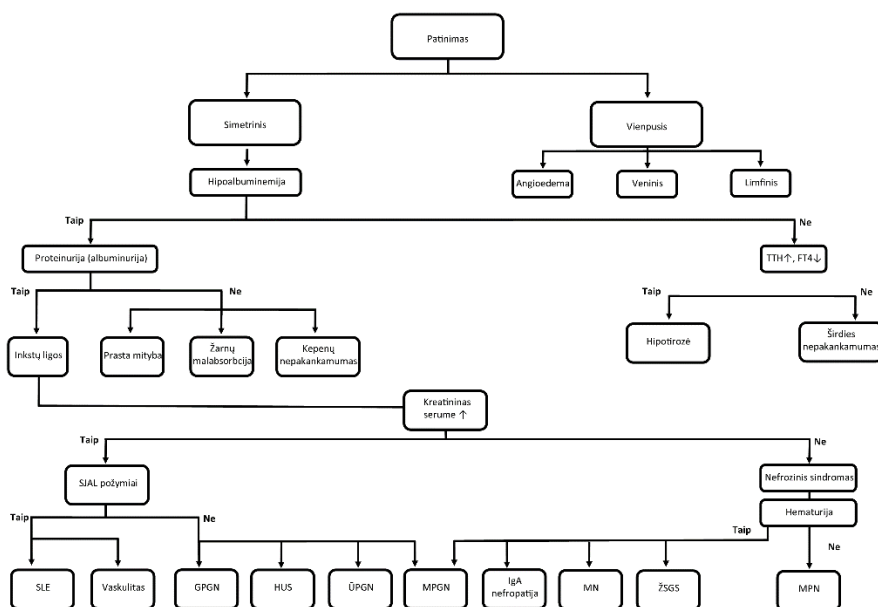 Patinimas
Simetrinis
Vienpusis
Hipoalbuminemija
Angioedema
Veninis
Limfinis
Taip
Ne
Proteinurija (albuminurija)
TTH↑, FT4↓
Taip
Ne
Taip
Ne
Inkstų ligos
Prasta mityba
Žarnų
malabsorbcija
Kepenų
nepakankamumas
Hipotirozė
Širdies
nepakankamumas
Kreatininas
serume ↑
Taip
Ne
SJAL požymiai
Nefrozinis sindromas
Hematurija
Taip
Ne
Taip
Ne
SLE
Vaskulitas
GPGN
HUS
ŪPGN
MPGN
IgA
nefropatija
MN
ŽSGS
MPN